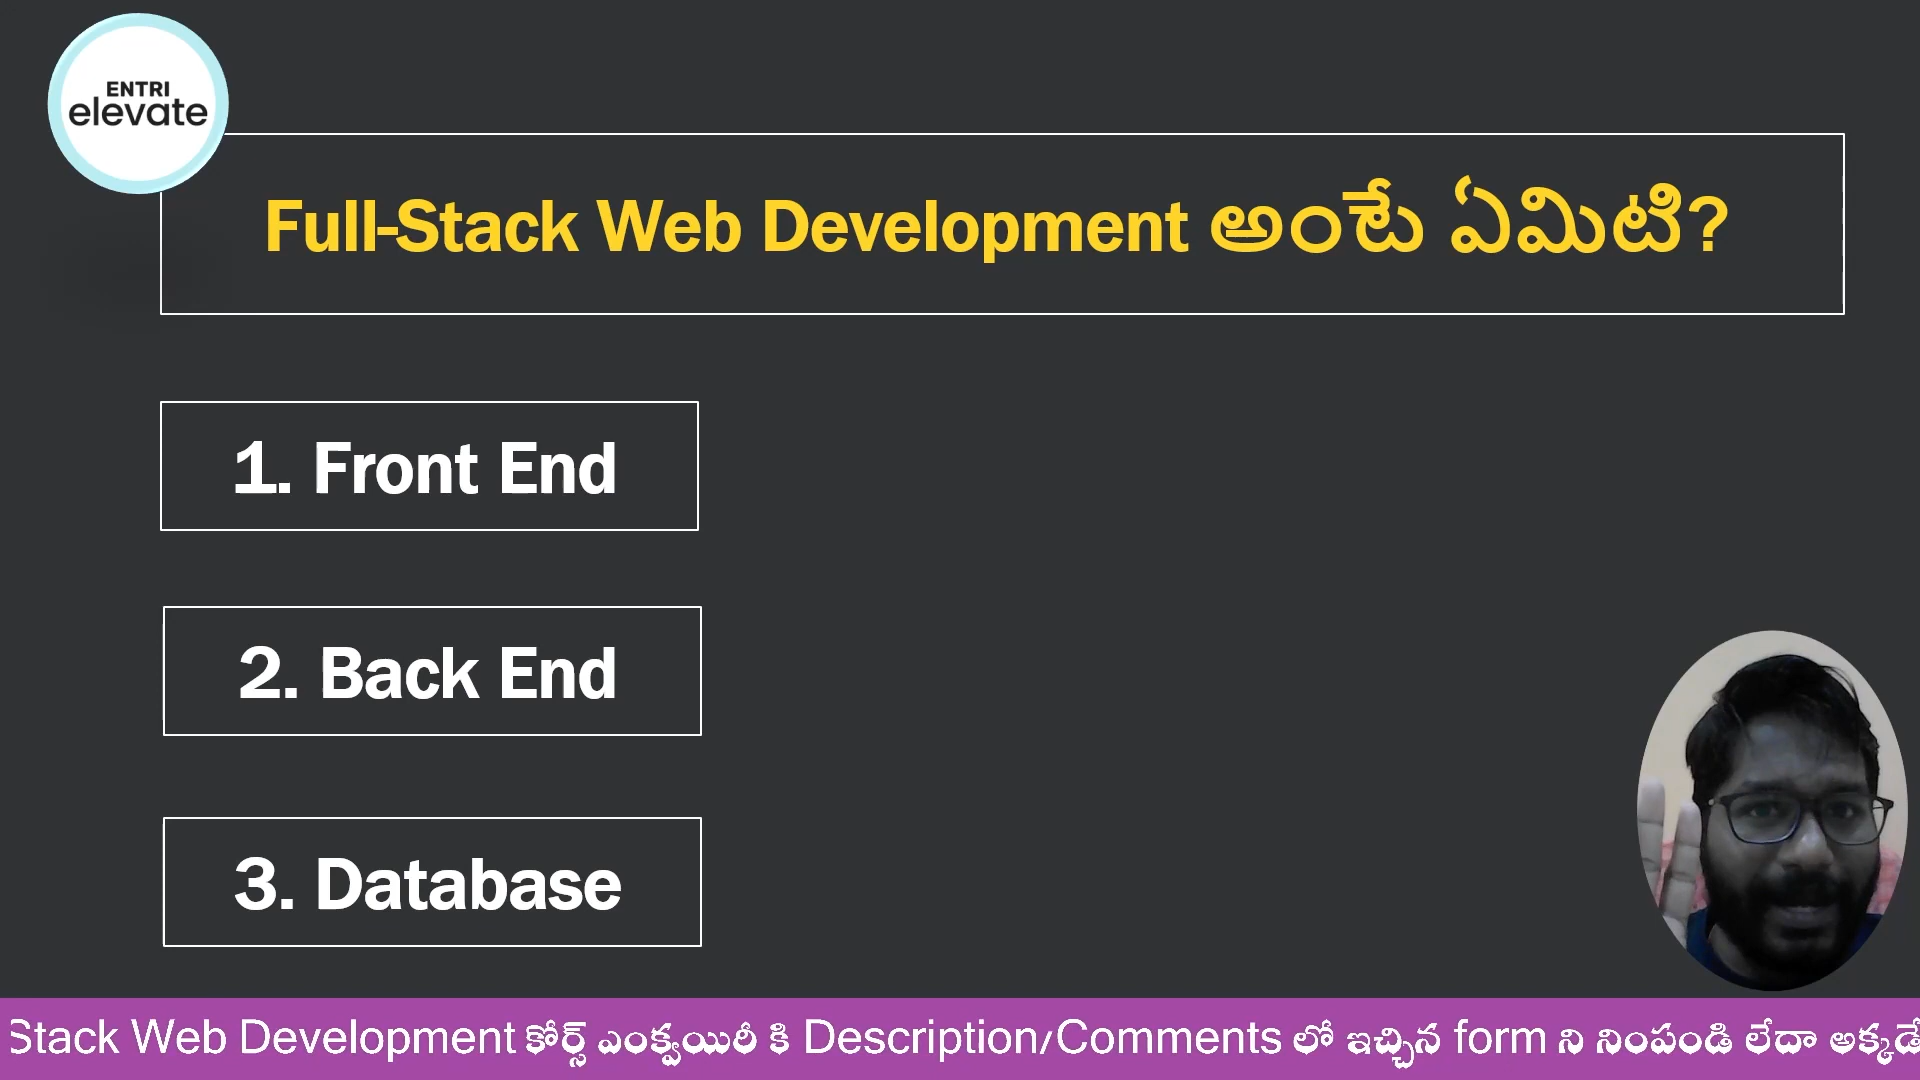 ENTRI
elevate
Full-Stack Web Development అంటే ఏమిటి?
1. Front End
2. Back End
3. Database
Stack Web Development కోర్స్ ఎంక్వయిరీ కి Description/Comments లో ఇచ్చిన form ని నింపండి లేదా అక్కడే